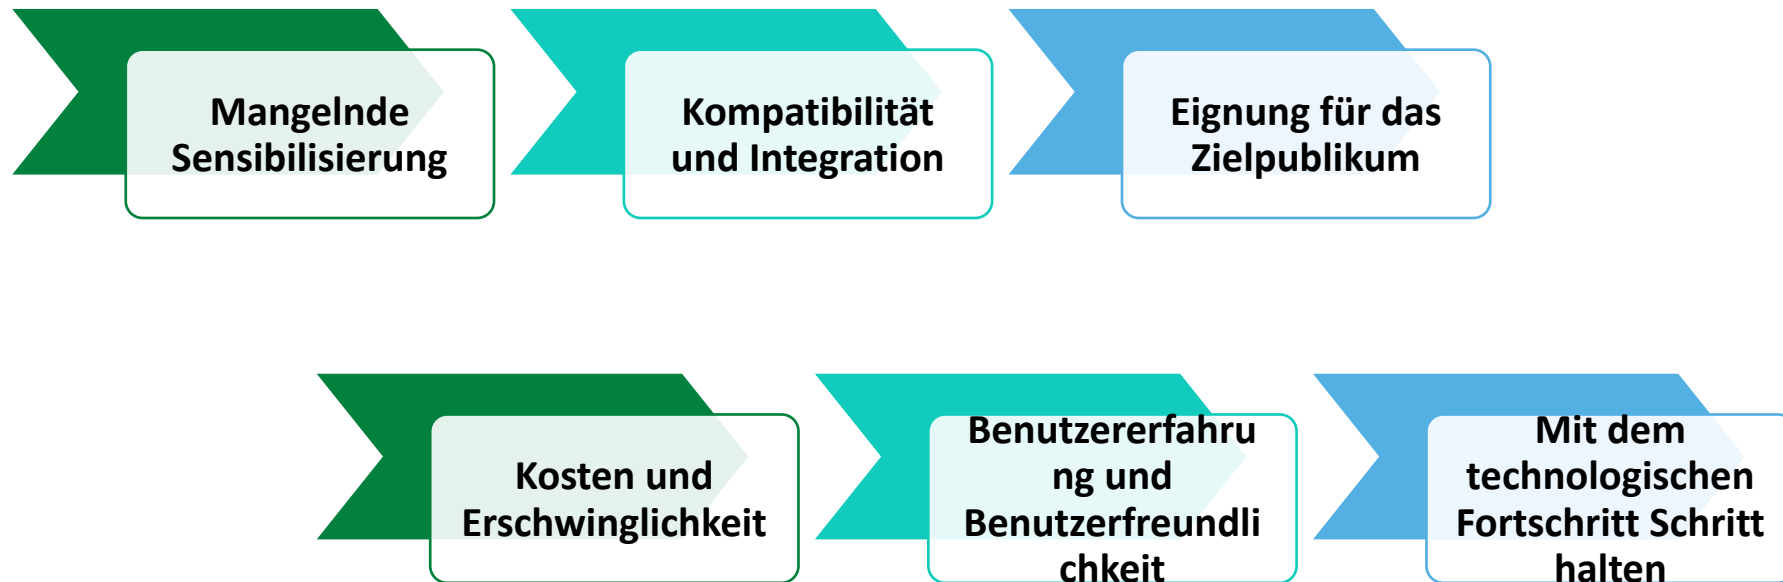 Mangelnde
Sensibilisierung
Kompatibilität
und Integration
Eignung für das
Zielpublikum
Kosten und
Erschwinglichkeit
Benutzererfahru
ng und
Benutzerfreundli
chkeit
Mit dem
technologischen
Fortschritt Schritt
halten